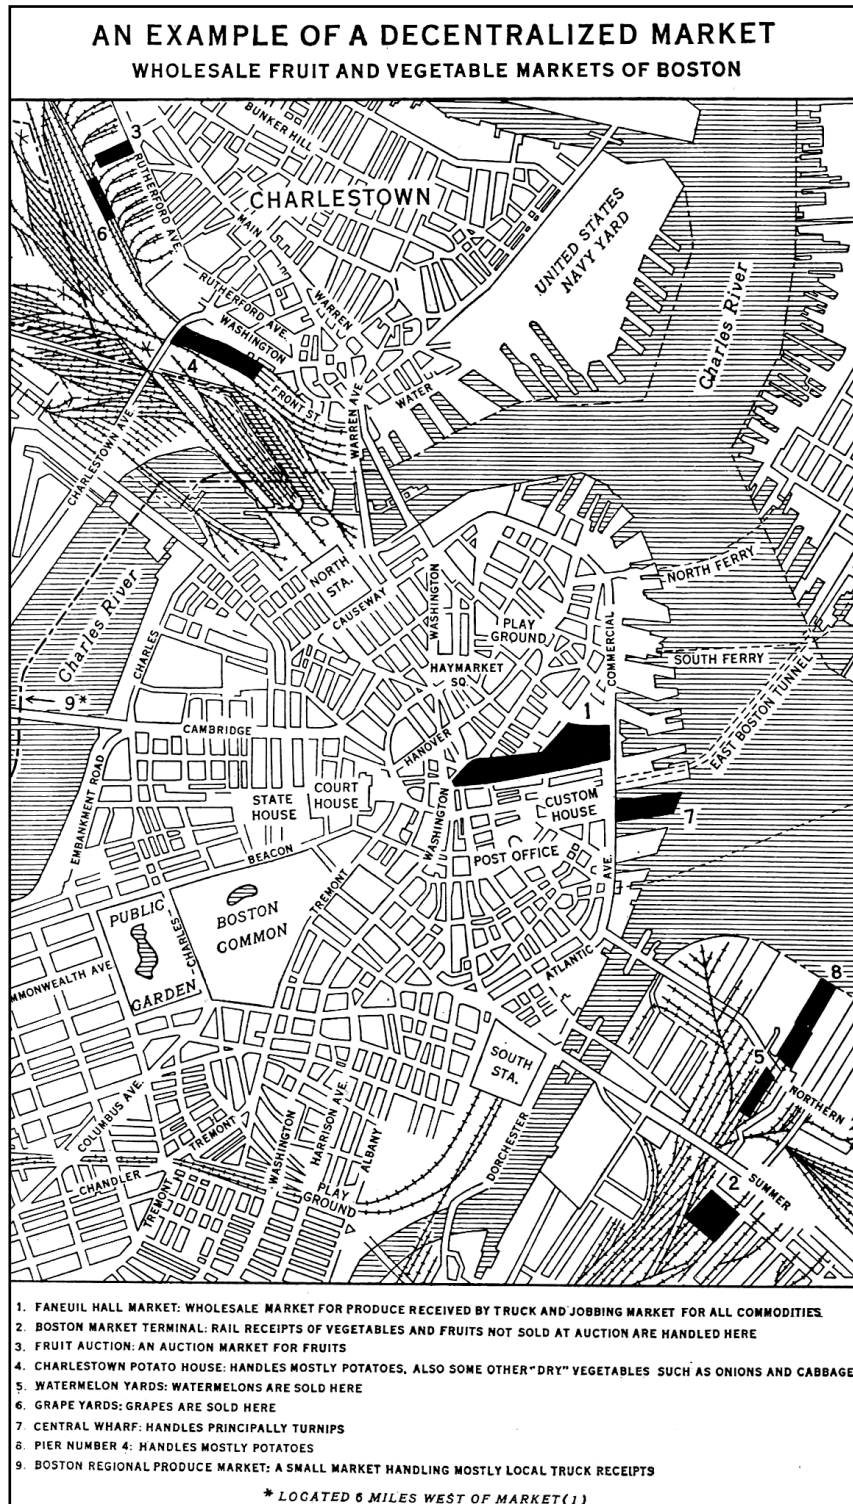 AN EXAMPLE OF A DECENTRALIZED MARKET
WHOLESALE FRUIT AND VEGETABLE MARKETS OF BOSTON
3
BUNKER HILL
RUTHERFORD AVE.
CHARLESTOWN
MAIN
6
UNITED STATES
NAVY YARD
Charles River
RUTHERFORD AVE.
WARREN
WASHINGTON
4
FRONT ST.
WATER
WARREN AVE.
CHARLESTOWN AVE.
NORTH STA.
CAUSEWAY
WASHINGTON
PLAY
GROUND
NORTH FERRY
COMMERCIAL
Charles River
CHARLES
HAYMARKET
SQ.
SOUTH FERRY
EAST BOSTON TUNNEL
9*
1
CAMBRIDGE
HANOVER
EMBANKMENT ROAD
STATE
HOUSE
COURT
HOUSE
WASHINGTON
CUSTOM
HOUSE
7
BEACON
POST OFFICE
AVE.
TREMONT
PUBLIC
GARDEN
CHARLES
BOSTON
COMMON
ATLANTIC
MMONWEALTH AVE.
8
SOUTH
STA.
5
NORTHERN
COLUMBUS AVE.
TREMONT
WASHINGTON
HARRISON AVE.
ALBANY
DORCHESTER
CHANDLER
TREMONT
PLAY
GROUND
2
SUMMER
1. FANEUIL HALL MARKET: WHOLESALE MARKET FOR PRODUCE RECEIVED BY TRUCK AND JOBBING MARKET FOR ALL COMMODITIES.
2. BOSTON MARKET TERMINAL: RAIL RECEIPTS OF VEGETABLES AND FRUITS NOT SOLD AT AUCTION ARE HANDLED HERE
3. FRUIT AUCTION: AN AUCTION MARKET FOR FRUITS
4. CHARLESTOWN POTATO HOUSE: HANDLES MOSTLY POTATOES, ALSO SOME OTHER "DRY" VEGETABLES SUCH AS ONIONS AND CABBAGE
5. WATERMELON YARDS: WATERMELONS ARE SOLD HERE
6. GRAPE YARDS: GRAPES ARE SOLD HERE
7. CENTRAL WHARF: HANDLES PRINCIPALLY TURNIPS
8. PIER NUMBER 4: HANDLES MOSTLY POTATOES
9. BOSTON REGIONAL PRODUCE MARKET: A SMALL MARKET HANDLING MOSTLY LOCAL TRUCK RECEIPTS
* LOCATED 6 MILES WEST OF MARKET (1)